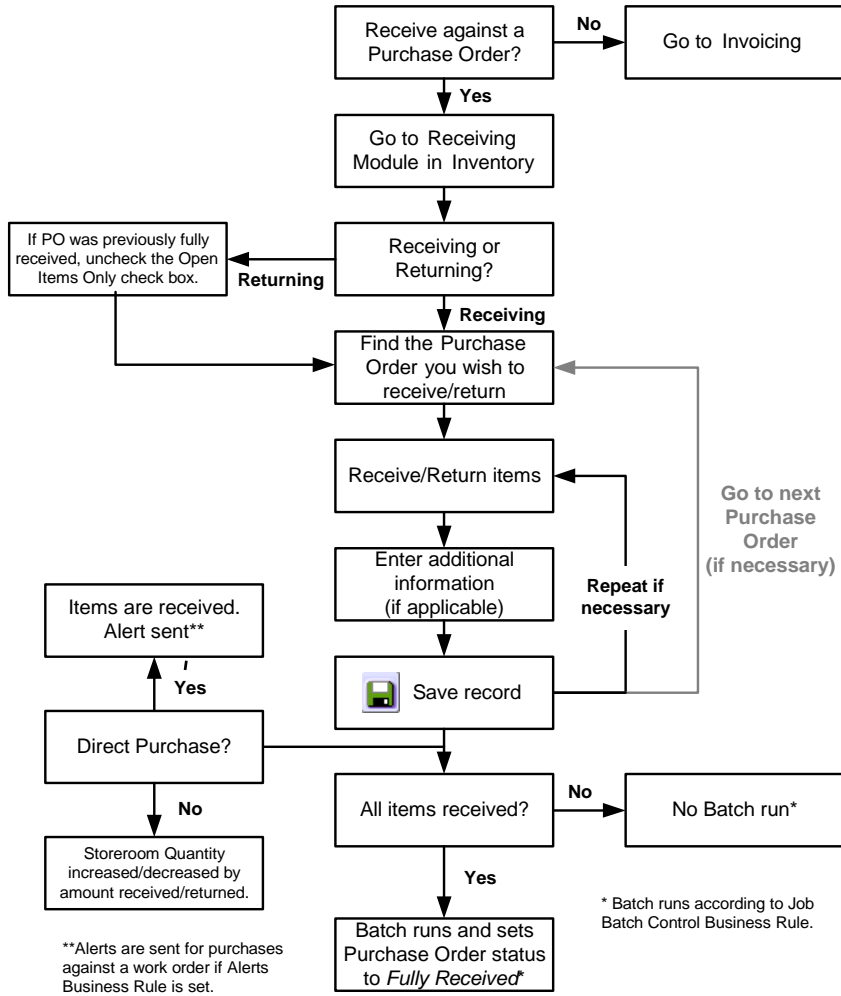 Receive against a
Purchase Order?
No
Go to Invoicing
Yes
Go to Receiving
Module in Inventory
If PO was previously fully
received, uncheck the Open
Items Only check box.
Returning
Receiving or
Returning?
Receiving
Find the Purchase
Order you wish to
receive/return
Receive/Return items
Go to next
Purchase
Order
(if necessary)
Enter additional
information
(if applicable)
Repeat if
necessary
Items are received.
Alert sent**
Yes
Save record
Direct Purchase?
No
All items received?
No
No Batch run*
Storeroom Quantity
increased/decreased by
amount received/returned.
Yes
* Batch runs according to Job
Batch Control Business Rule.
Batch runs and sets
Purchase Order status
to Fully Received*
**Alerts are sent for purchases
against a work order if Alerts
Business Rule is set.